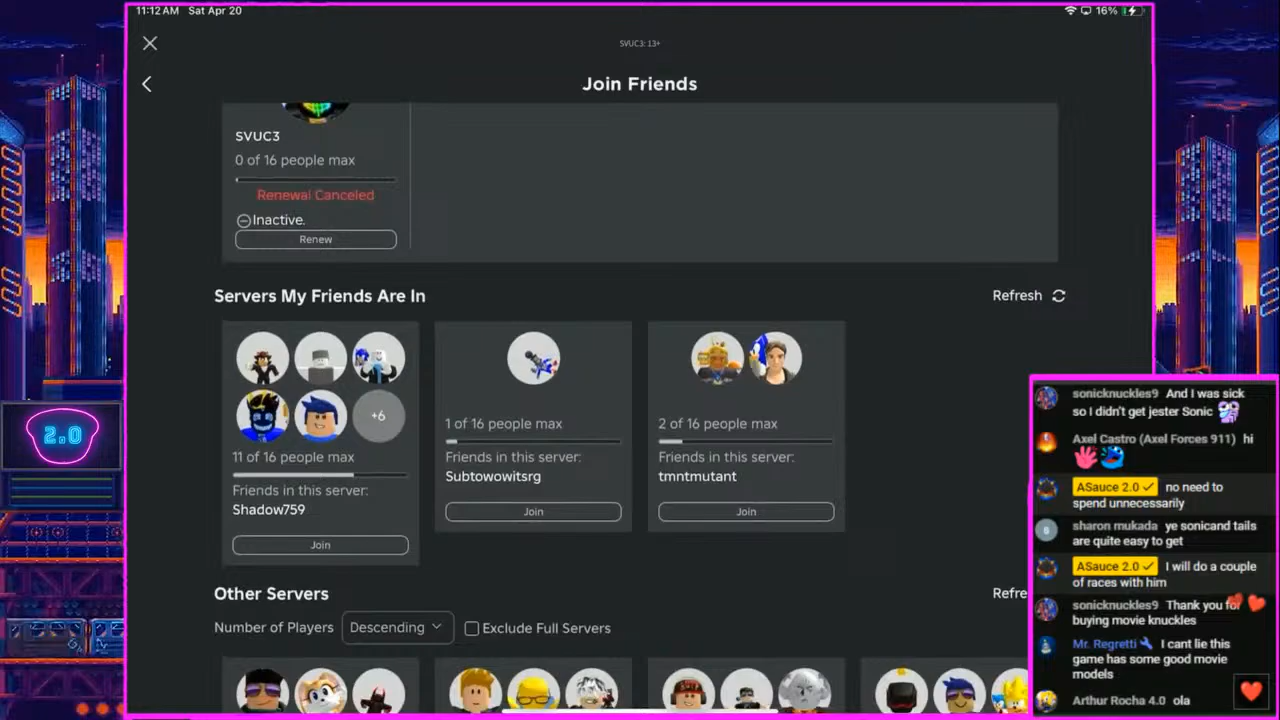 11:12 AM Sat Apr 20
16%
SVUC3: 13+
Join Friends
SVUC3
0 of 16 people max
Renewal Canceled
Inactive.
Renew
Servers My Friends Are In
Refresh
+6
11 of 16 people max
Friends in this server:
Shadow759
Join
1 of 16 people max
Friends in this server:
Subtowowitsrg
Join
2 of 16 people max
Friends in this server:
tmntmutant
Join
Other Servers
Refre
Number of Players
Descending
Exclude Full Servers
2.0
sonicknuckles9 And I was sick
so I didn't get jester Sonic
Axel Castro (Axel Forces 911) hi
ASauce 2.0 ✓ no need to
spend unnecessarily
sharon mukada ye sonicand tails
are quite easy to get
ASauce 2.0 ✓ I will do a couple
of races with him
sonicknuckles9 Thank you for
buying movie knuckles
Mr. Regretti I cant lie this
game has some good movie
models
Arthur Rocha 4.0 ola